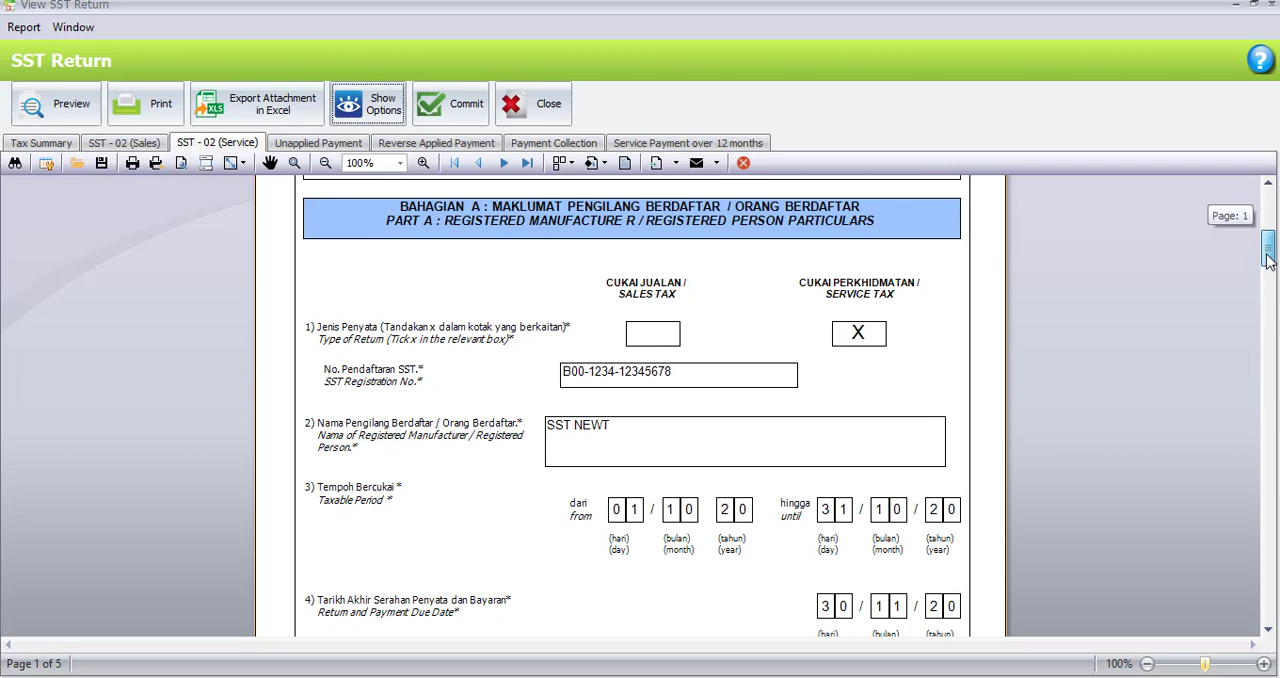 View SST Return
Report Window
SST Return
?
Preview
Print
Export Attachment
in Excel
XLS
Show
Options
Commit
Close
Tax Summary
SST - 02 (Sales)
SST - 02 (Service)
Unapplied Payment
Reverse Applied Payment
Payment Collection
Service Payment over 12 months
100%
BAHAGIAN A : MAKLUMAT PENGILANG BERDAFTAR / ORANG BERDAFTAR
PART A : REGISTERED MANUFACTURE R / REGISTERED PERSON PARTICULARS
Page: 1
CUKAI JUALAN /
SALES TAX
CUKAI PERKHIDMATAN /
SERVICE TAX
1) Jenis Penyata (Tandakan x dalam kotak yang berkaitan)*
Type of Return (Tick x in the relevant box)*
X
No. Pendaftaran SST.*
SST Registration No.*
B00-1234-12345678
2) Nama Pengilang Berdaftar / Orang Berdaftar.*
Name of Registered Manufacturer / Registered
Person.*
SST NEWT
3) Tempoh Bercukai *
Taxable Period *
dari
from
0 1 / 1 0 2 0
hingga
until
3 1 / 1 0 / 2 0
(hari) (bulan) (tahun)
(day) (month) (year)
(hari) (bulan) (tahun)
(day) (month) (year)
4) Tarikh Akhir Serahan Penyata dan Bayaran*
Return and Payment Due Date*
3 0 / 1 1 / 2 0
(hari) (bulan) (tahun)
Page 1 of 5
100%